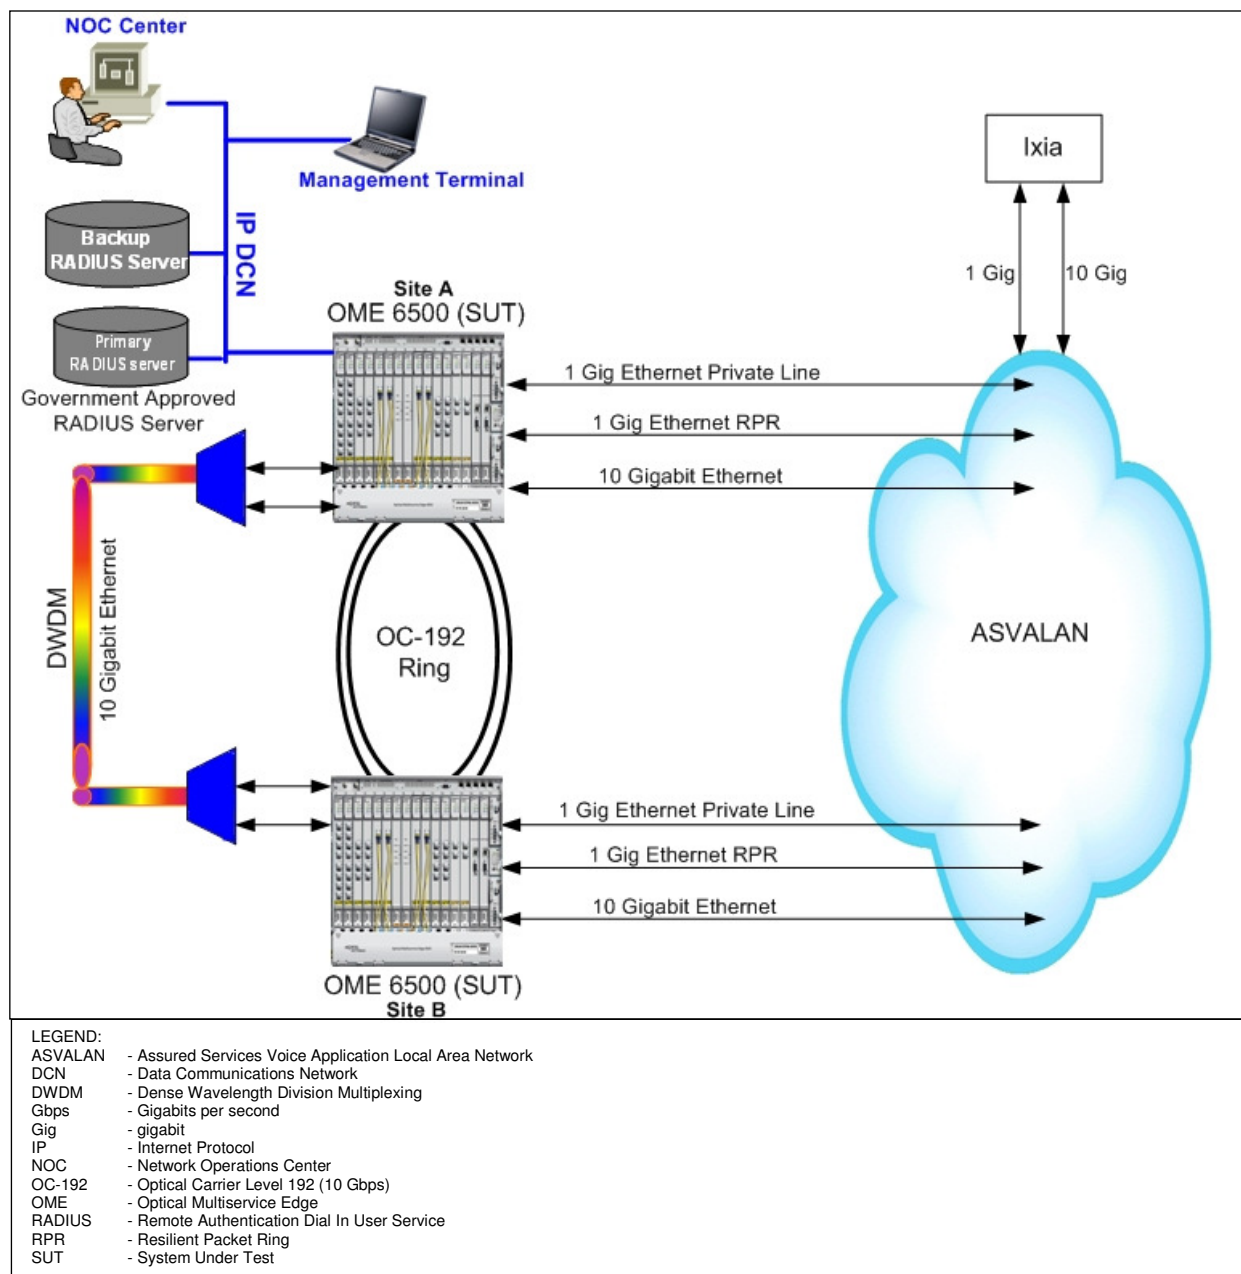 NOC Center
Management Terminal
Backup
RADIUS Server
IP DCN
Primary
RADIUS server
Government Approved
RADIUS Server
Site A
OME 6500 (SUT)
Ixia
1 Gig
10 Gig
1 Gig Ethernet Private Line
1 Gig Ethernet RPR
10 Gigabit Ethernet
DWDM
10 Gigabit Ethernet
OC-192
Ring
ASVALAN
1 Gig Ethernet Private Line
1 Gig Ethernet RPR
10 Gigabit Ethernet
OME 6500 (SUT)
Site B
LEGEND:
ASVALAN - Assured Services Voice Application Local Area Network
DCN - Data Communications Network
DWDM - Dense Wavelength Division Multiplexing
Gbps - Gigabits per second
Gig - gigabit
IP - Internet Protocol
NOC - Network Operations Center
OC-192 - Optical Carrier Level 192 (10 Gbps)
OME - Optical Multiservice Edge
RADIUS - Remote Authentication Dial In User Service
RPR - Resilient Packet Ring
SUT - System Under Test